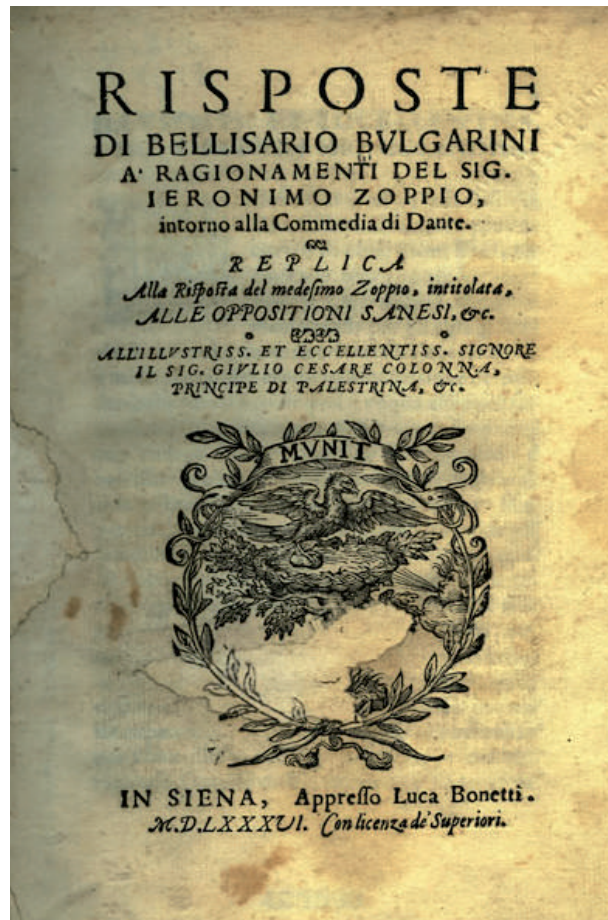 RISPOSTE
DI BELLISARIO BVLGARINI
A' RAGIONAMENTI DEL SIG.
IERONIMO ZOPPIO,
intorno alla Commedia di Dante.
REPLICA
Alla Risposta del medesimo Zoppio, intitolata,
ALLE OPPOSITIONI SANESI, &c.
ALL'ILLVSTRISS. ET ECCELLENTISS. SIGNORE
IL SIG. GIVLIO CESARE COLONNA,
PRINCIPE DI PALESTRINA, &c.
MVNIT
IN SIENA, Appresso Luca Bonetti.
M.D.LXXXVI. Con licenza de' Superiori.